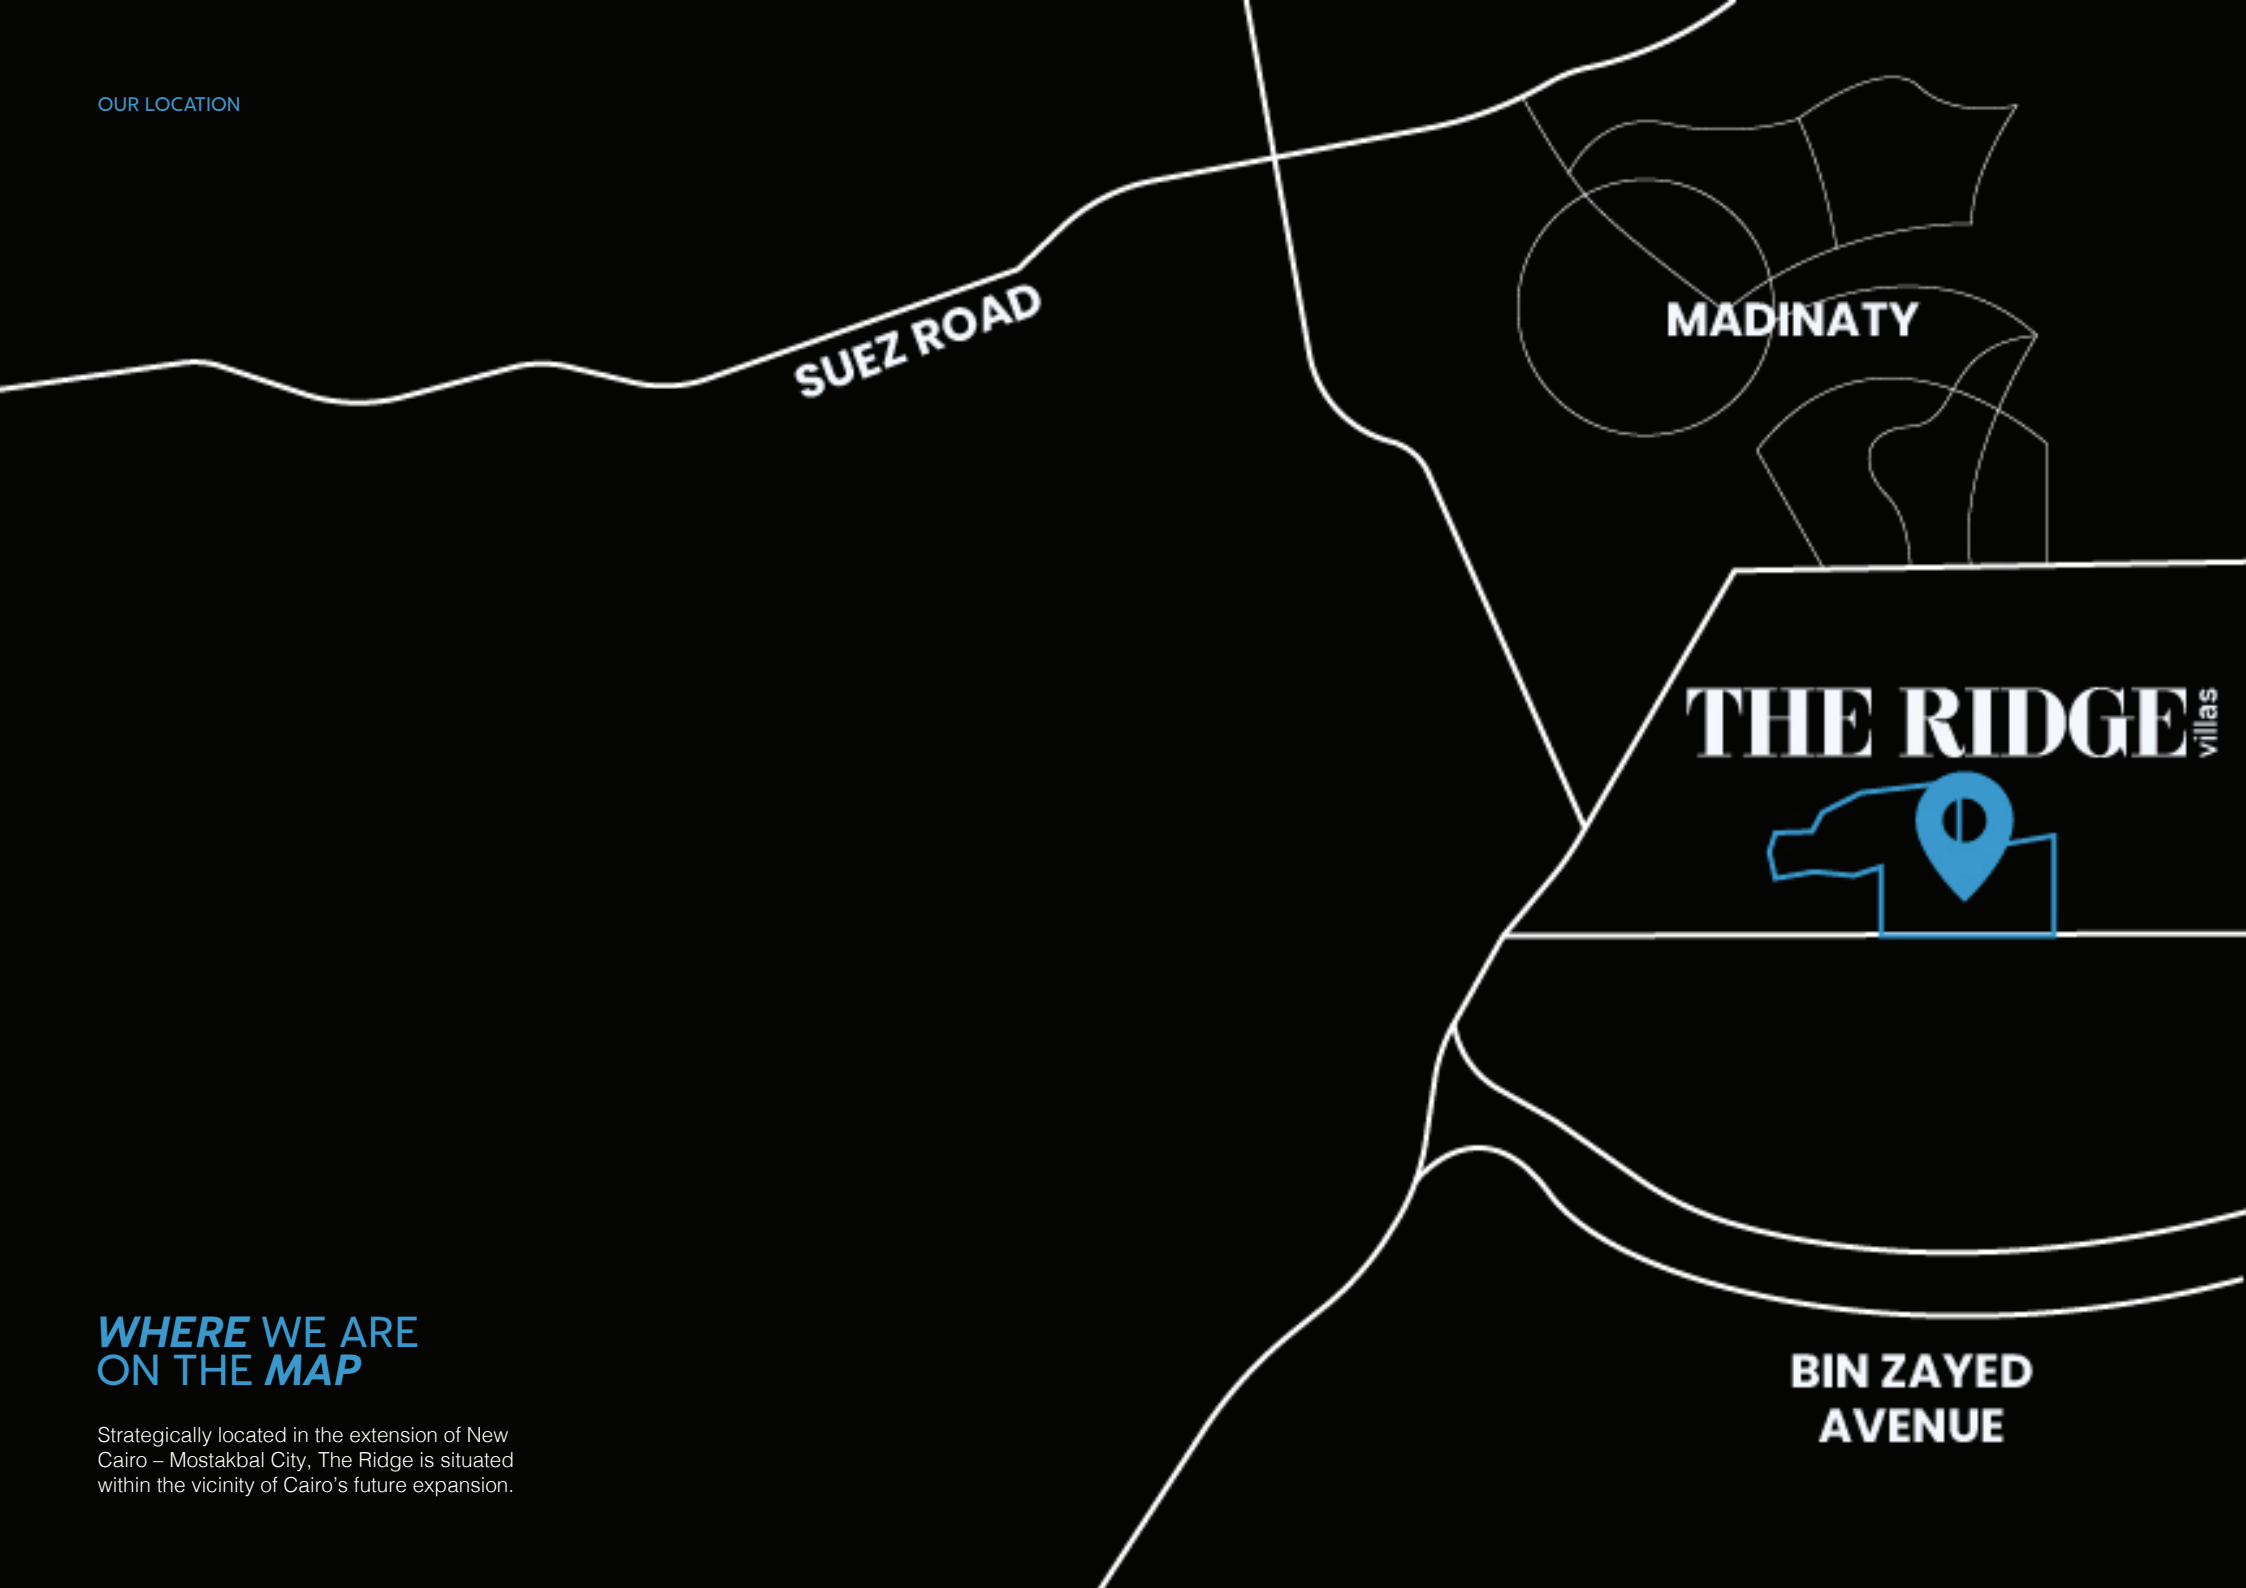 OUR LOCATION
SUEZ ROAD
MADINATY
THE RIDGE villas
WHERE WE ARE
ON THE MAP
Strategically located in the extension of New
Cairo – Mostakbal City, The Ridge is situated
within the vicinity of Cairo’s future expansion.
BIN ZAYED
AVENUE